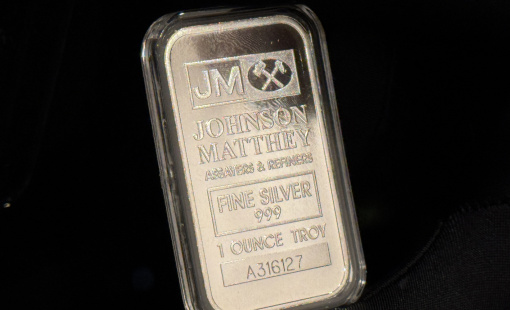 JM
JOHNSON
MATTHEY
ASSAYERS & REFINERS
FINE SILVER
999
1 OUNCE TROY
A316127